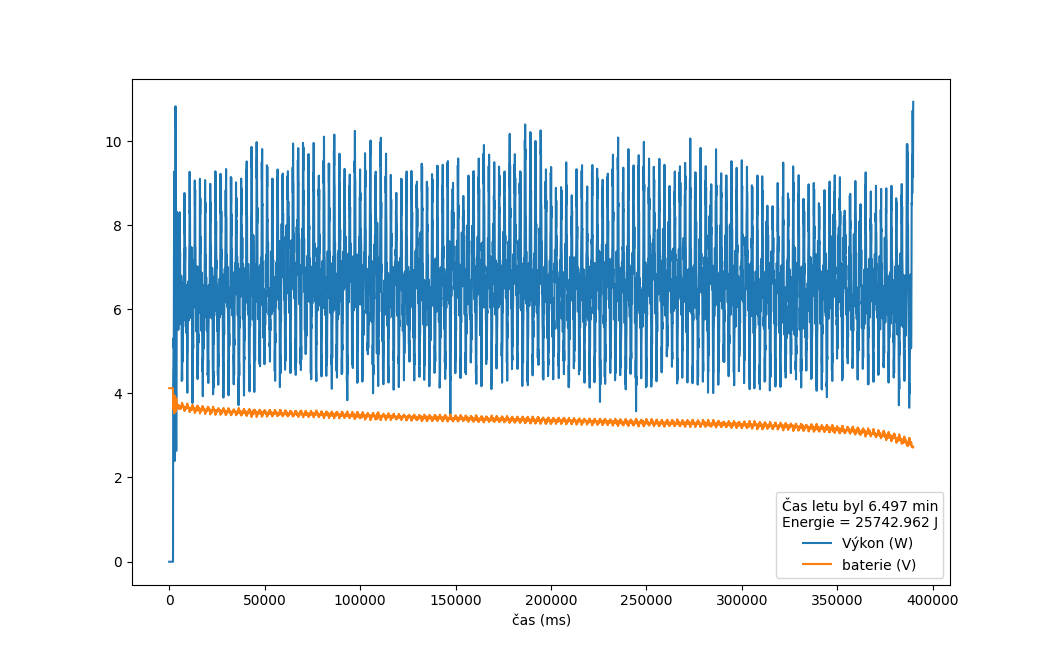 10
8
6
4
2
0
0 50000 100000 150000 200000 250000 300000 350000 400000
čas (ms)
Čas letu byl 6.497 min
Energie = 25742.962 J
Výkon (W)
baterie (V)